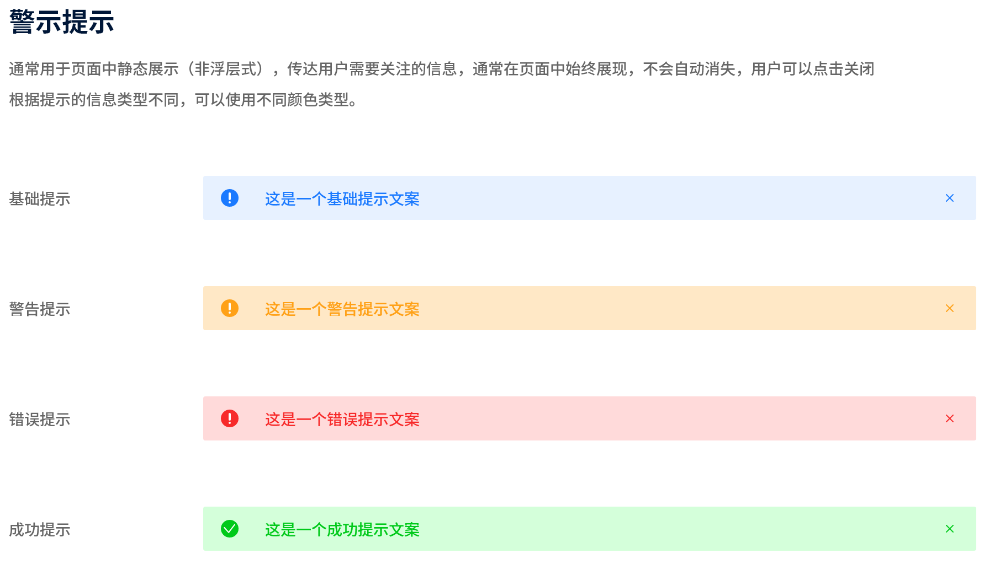 警示提示
通常用于页面中静态展示（非浮层式），传达用户需要关注的信息，通常在页面中始终展现，不会自动消失，用户可以点击关闭
根据提示的信息类型不同，可以使用不同颜色类型。
基础提示
这是一个基础提示文案
警告提示
这是一个警告提示文案
错误提示
这是一个错误提示文案
成功提示
这是一个成功提示文案